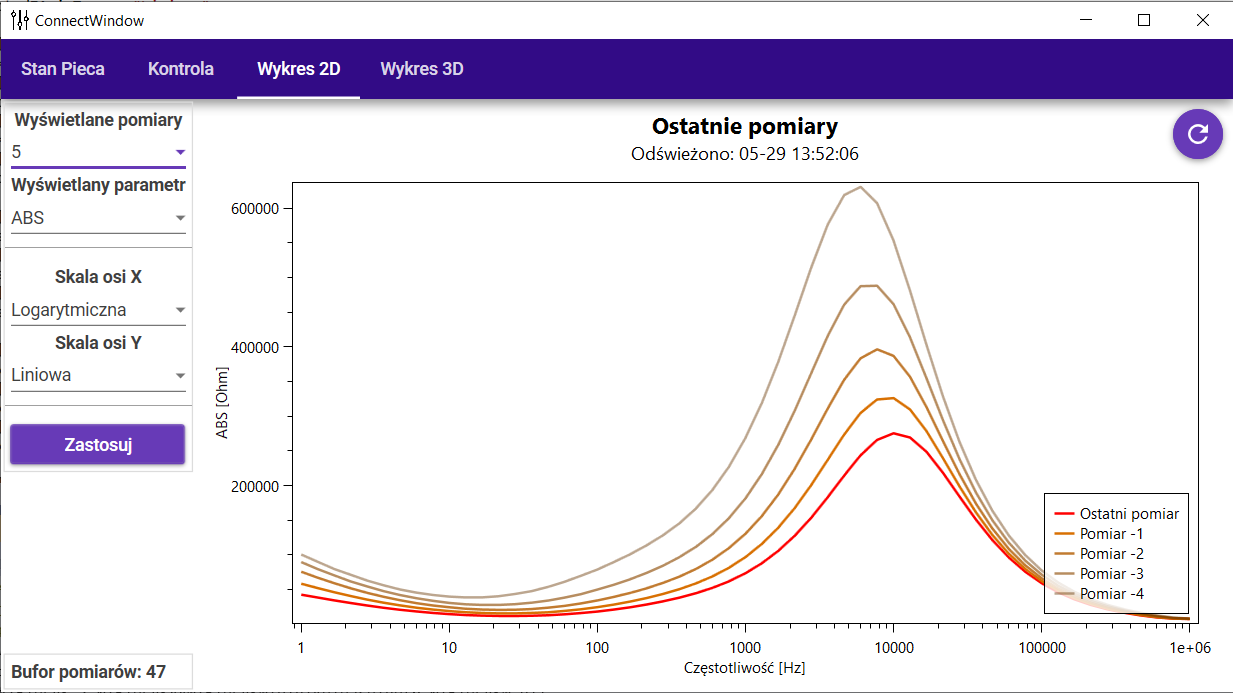 ConnectWindow
Stan Pieca
Kontrola
Wykres 2D
Wykres 3D
Wyświetlane pomiary
5
Wyświetlany parametr
ABS
Skala osi X
Logarytmiczna
Skala osi Y
Liniowa
Zastosuj
Bufor pomiarów: 47
Ostatnie pomiary
Odświeżono: 05-29 13:52:06
600000
400000
200000
ABS [Ohm]
Ostatni pomiar
Pomiar -1
Pomiar -2
Pomiar -3
Pomiar -4
1
10
100
1000
10000
100000
1e+06
Częstotliwość [Hz]